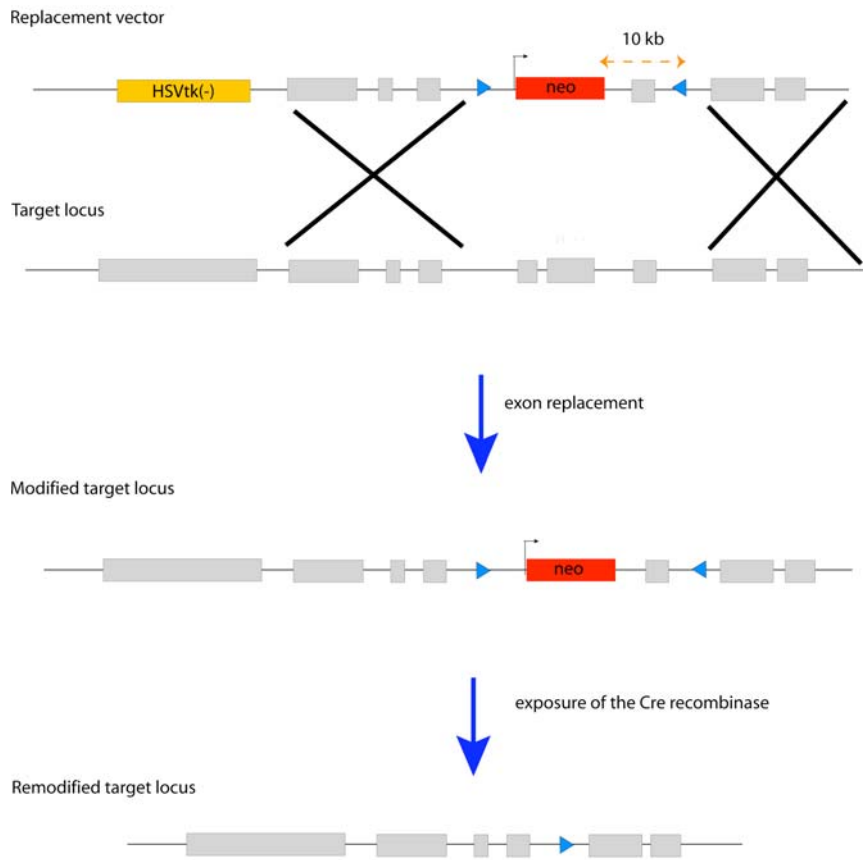 Replacement vector
10 kb
HSVtk(-)
neo
Target locus
exon replacement
Modified target locus
neo
exposure of the Cre recombinase
Remodified target locus